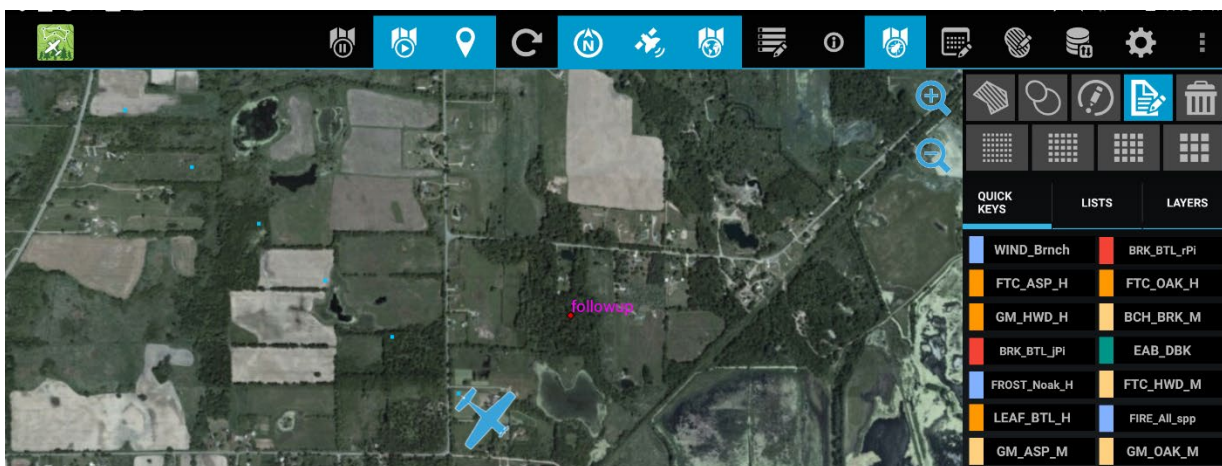 QUICK
KEYS
LISTS
LAYERS
WIND_Brnch
BRK_BTL_rPi
FTC_ASP_H
FTC_OAK_H
GM_HWD_H
BCH_BRK_M
BRK_BTL_jPi
EAB_DBK
FROST_Noak_H
FTC_HWD_M
LEAF_BTL_H
FIRE_All_spp
GM_ASP_M
GM_OAK_M
followup
N